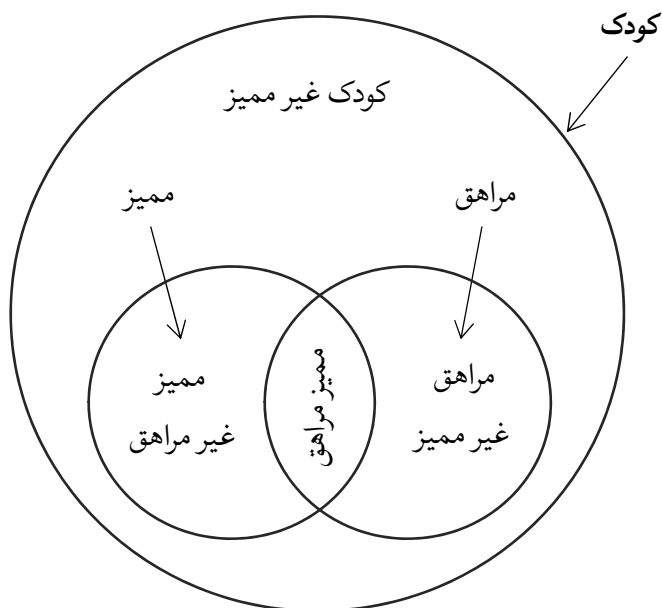 کودک
کودک غیر ممیز
مراهق
ممیز
مراهق
غیر ممیز
ممیز مراهق
ممیز
غیر مراهق